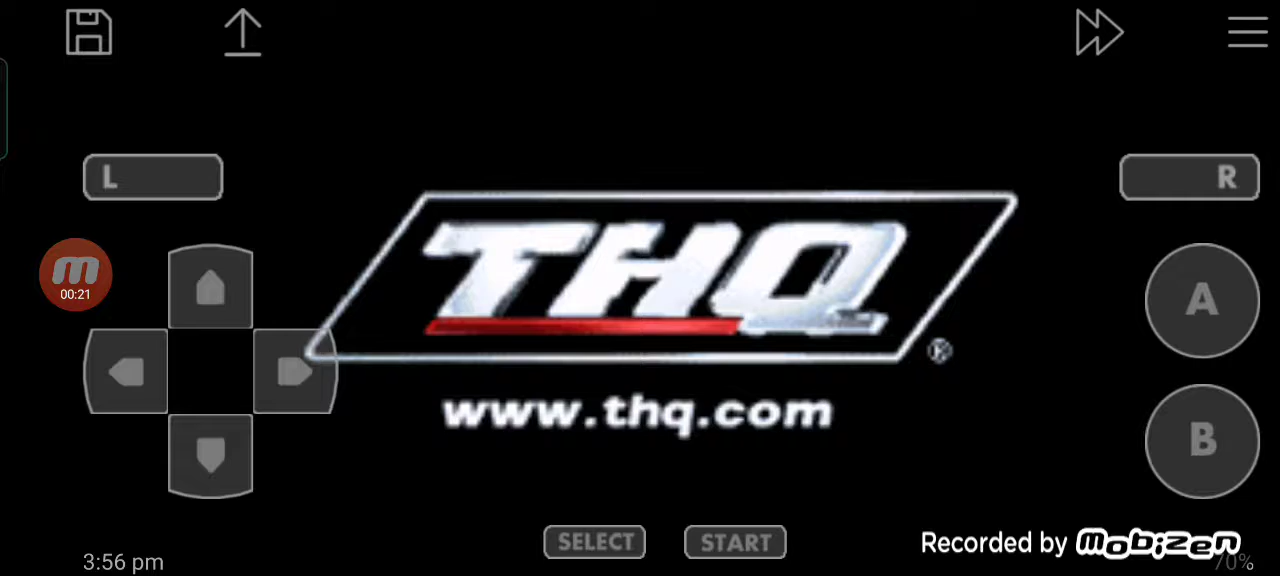 L
R
m
00:21
THQ
®
A
www.thq.com
B
SELECT
START
Recorded by mobizen
3:56 pm
70%